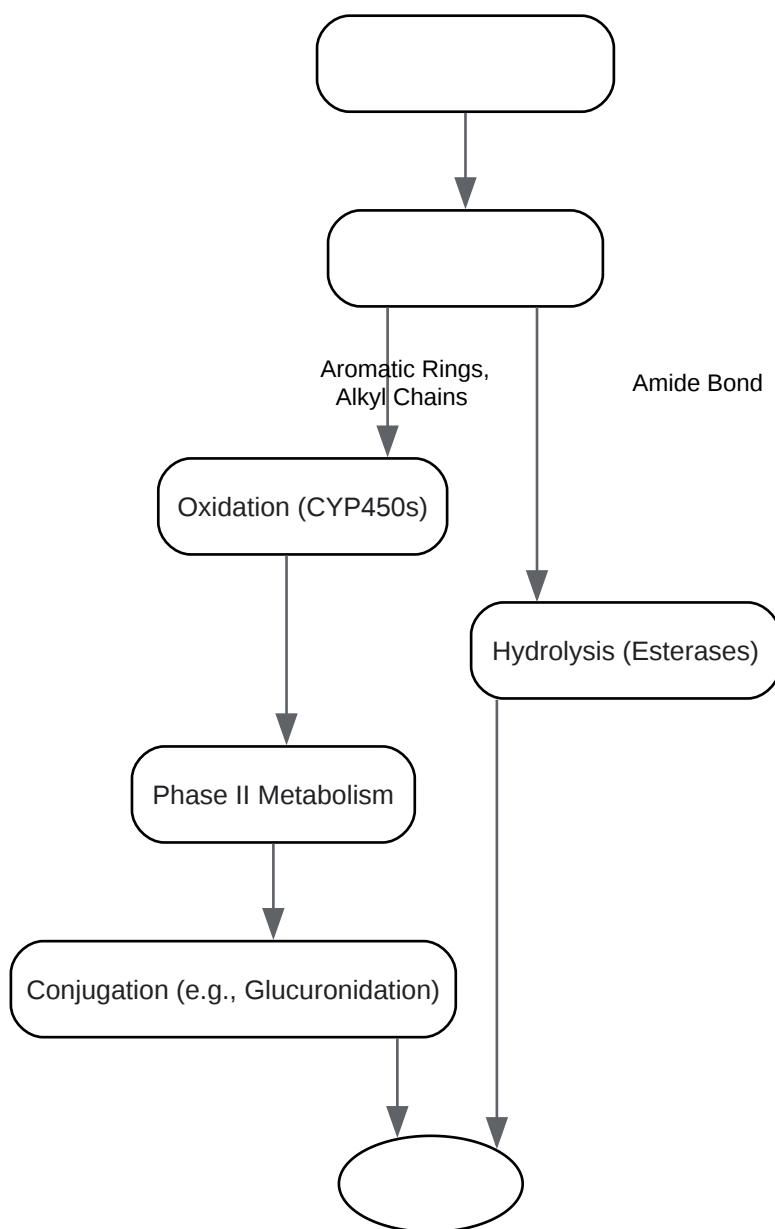 Aromatic Rings,
Alkyl Chains
Amide Bond
Oxidation (CYP450s)
Hydrolysis (Esterases)
Phase II Metabolism
Conjugation (e.g., Glucuronidation)